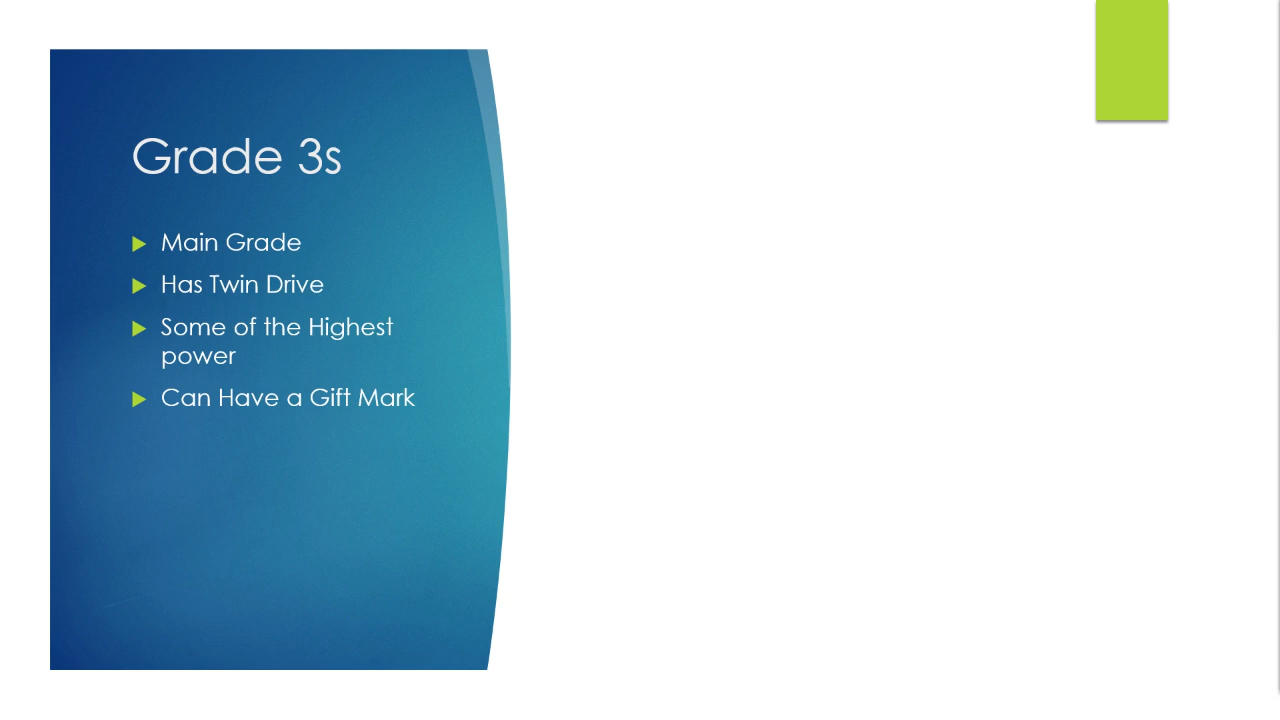 Grade 3s
Main Grade
Has Twin Drive
Some of the Highest
power
Can Have a Gift Mark